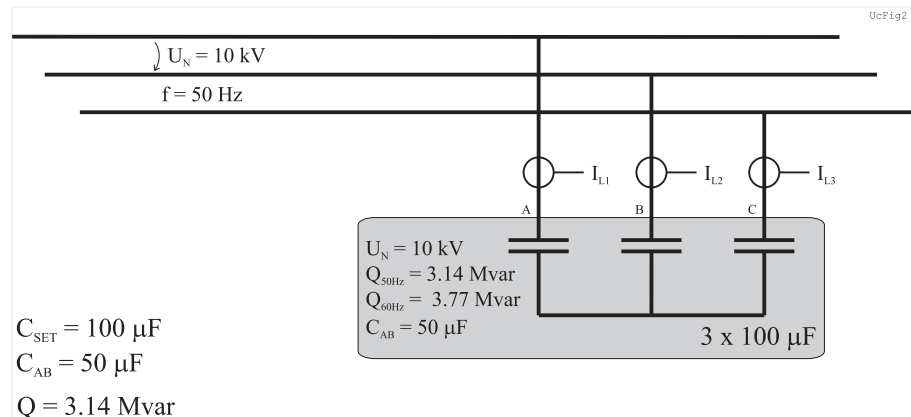 UcFig2
U_N = 10 kV
f = 50 Hz
I_L1 I_L2 I_L3
A B C
U_N = 10 kV
Q_50Hz = 3.14 Mvar
Q_60Hz = 3.77 Mvar
C_AB = 50 µF
3 x 100 µF
C_SET = 100 µF
C_AB = 50 µF
Q = 3.14 Mvar